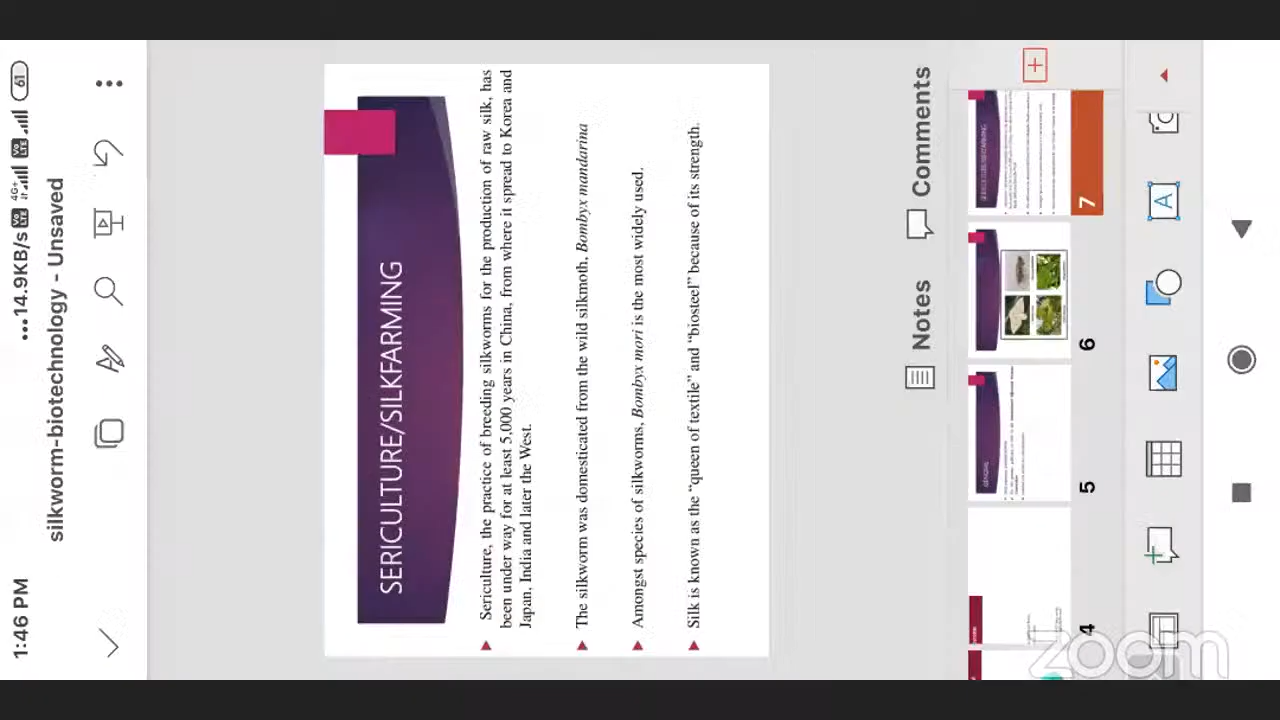 1:46 PM
...14.9KB/s
4G+
61
silkworm-biotechnology - Unsaved
SERICULTURE/SILKFARMING
Sericulture, the practice of breeding silkworms for the production of raw silk, has
been under way for at least 5,000 years in China, from where it spread to Korea and
Japan, India and later the West.
The silkworm was domesticated from the wild silkmoth, Bombyx mandarina
Amongst species of silkworms, Bombyx mori is the most widely used.
Silk is known as the “queen of textile” and “biosteel” because of its strength.
Notes
Comments
4
5
6
7
SERICULTURE/SILKFARMING
A
zoom